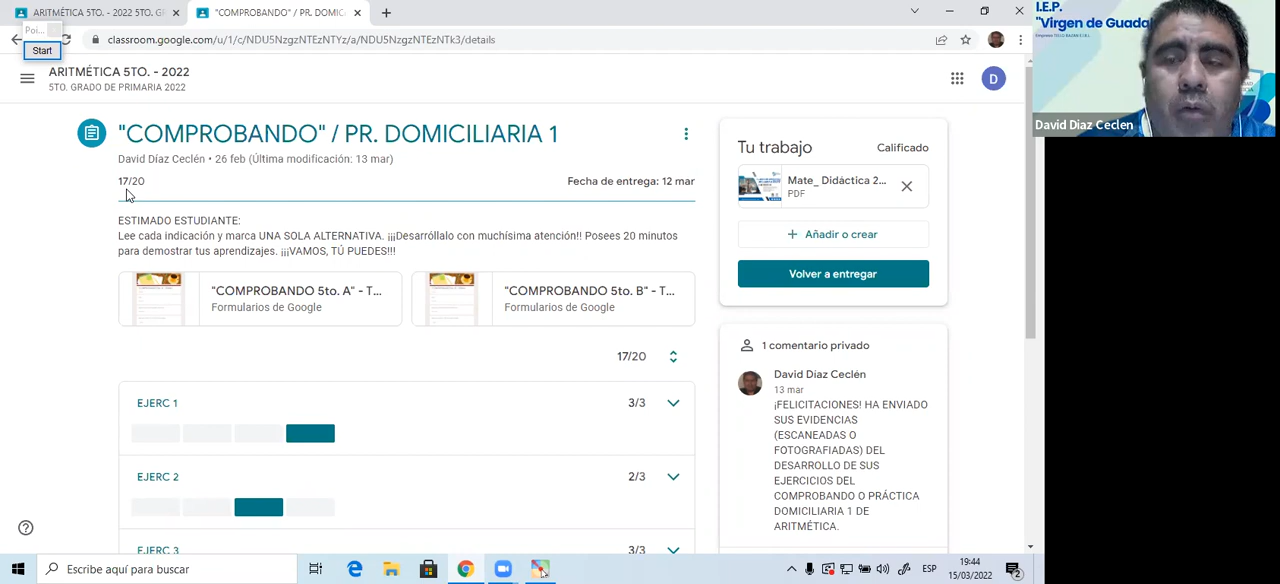 ARITMÉTICA 5TO. - 2022 5TO. GR
"COMPROBANDO" / PR. DOMIC
Poi...
Start
classroom.google.com/u/1/c/NDU5NzgzNTEzNTYz/a/NDU5NzgzNTEzNTk3/details
I.E.P.
"Virgen de Guadal
David Diaz Ceclen
ARITMÉTICA 5TO. - 2022
5TO. GRADO DE PRIMARIA 2022
D
"COMPROBANDO" / PR. DOMICILIARIA 1
David Díaz Ceclén • 26 feb (Última modificación: 13 mar)
17/20
Fecha de entrega: 12 mar
ESTIMADO ESTUDIANTE:
Lee cada indicación y marca UNA SOLA ALTERNATIVA. ¡¡¡Desarróllalo con muchísima atención!! Posees 20 minutos
para demostrar tus aprendizajes. ¡¡¡VAMOS, TÚ PUEDES!!!
"COMPROBANDO 5to. A" - T...
Formularios de Google
"COMPROBANDO 5to. B" - T...
Formularios de Google
17/20
EJERC 1
3/3
EJERC 2
2/3
EJERC 3
3/3
Tu trabajo
Calificado
Mate_ Didáctica 2...
PDF
Añadir o crear
Volver a entregar
1 comentario privado
David Díaz Ceclén
13 mar
¡FELICITACIONES! HA ENVIADO
SUS EVIDENCIAS
(ESCANEADAS O
FOTOGRAFIADAS) DEL
DESARROLLO DE SUS
EJERCICIOS DEL
COMPROBANDO O PRÁCTICA
DOMICILIARIA 1 DE
ARITMÉTICA.
Escribe aquí para buscar
ESP
19:44
15/03/2022
2